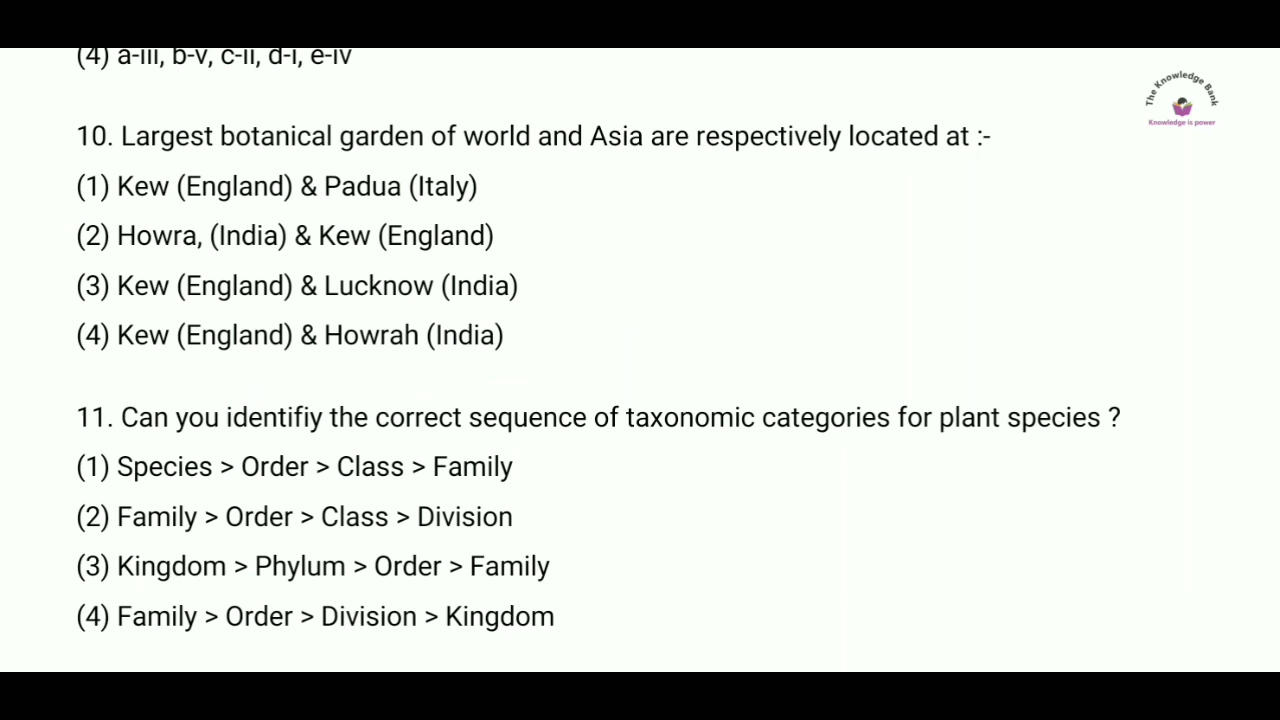 (4) a-iii, b-v, c-ii, d-i, e-iv
The Knowledge Bank
Knowledge is power
10. Largest botanical garden of world and Asia are respectively located at :-
(1) Kew (England) & Padua (Italy)
(2) Howra, (India) & Kew (England)
(3) Kew (England) & Lucknow (India)
(4) Kew (England) & Howrah (India)
11. Can you identifiy the correct sequence of taxonomic categories for plant species ?
(1) Species > Order > Class > Family
(2) Family > Order > Class > Division
(3) Kingdom > Phylum > Order > Family
(4) Family > Order > Division > Kingdom